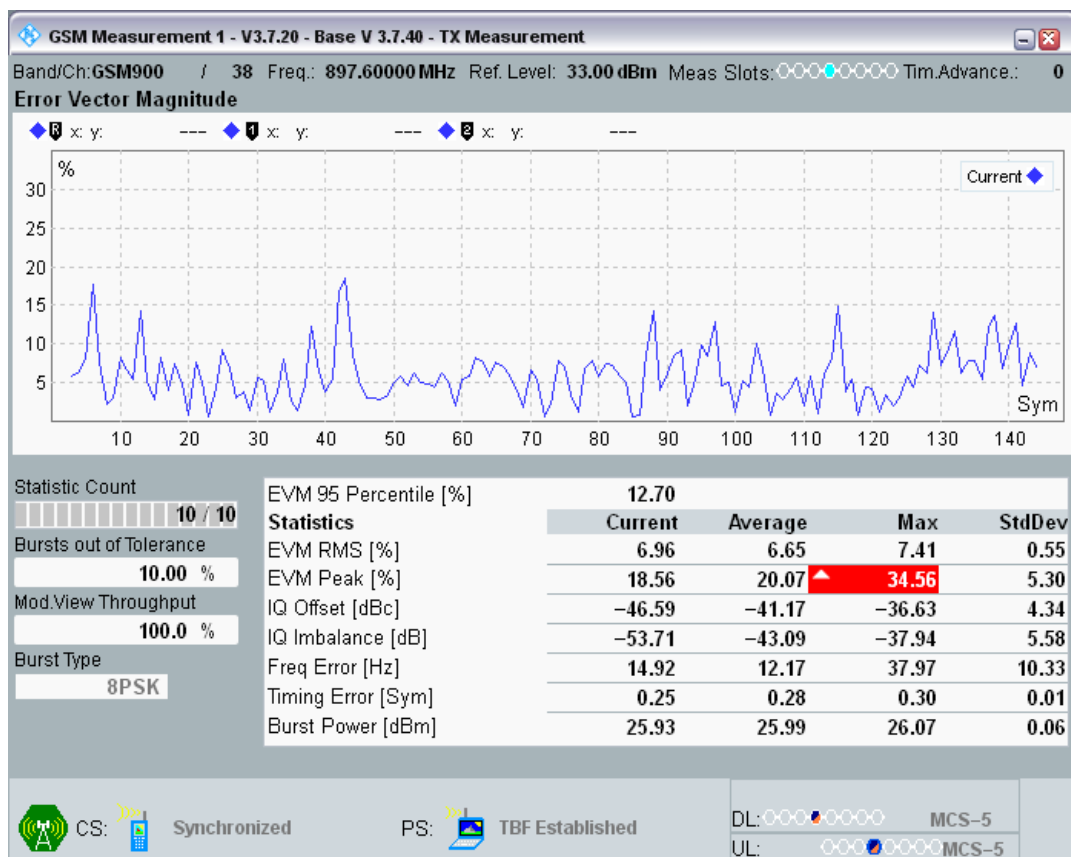 GSM Measurement 1 - V3.7.20 - Base V 3.7.40 - TX Measurement
Band/Ch:GSM900 / 38 Freq.: 897.60000 MHz Ref. Level: 33.00 dBm Meas Slots: Tim.Advance.: 0
Error Vector Magnitude
R x: y: --- 1 x: y: --- 2 x: y: ---
%
Current
30
25
20
15
10
5
Sym
10 20 30 40 50 60 70 80 90 100 110 120 130 140
Statistic Count
10 / 10
Bursts out of Tolerance
10.00 %
Mod.View Throughput
100.0 %
Burst Type
8PSK
EVM 95 Percentile [%] 12.70
Statistics Current Average Max StdDev
EVM RMS [%] 6.96 6.65 7.41 0.55
EVM Peak [%] 18.56 20.07 34.56 5.30
IQ Offset [dBc] −46.59 −41.17 −36.63 4.34
IQ Imbalance [dB] −53.71 −43.09 −37.94 5.58
Freq Error [Hz] 14.92 12.17 37.97 10.33
Timing Error [Sym] 0.25 0.28 0.30 0.01
Burst Power [dBm] 25.93 25.99 26.07 0.06
CS: Synchronized PS: TBF Established
DL: MCS−5
UL: MCS−5